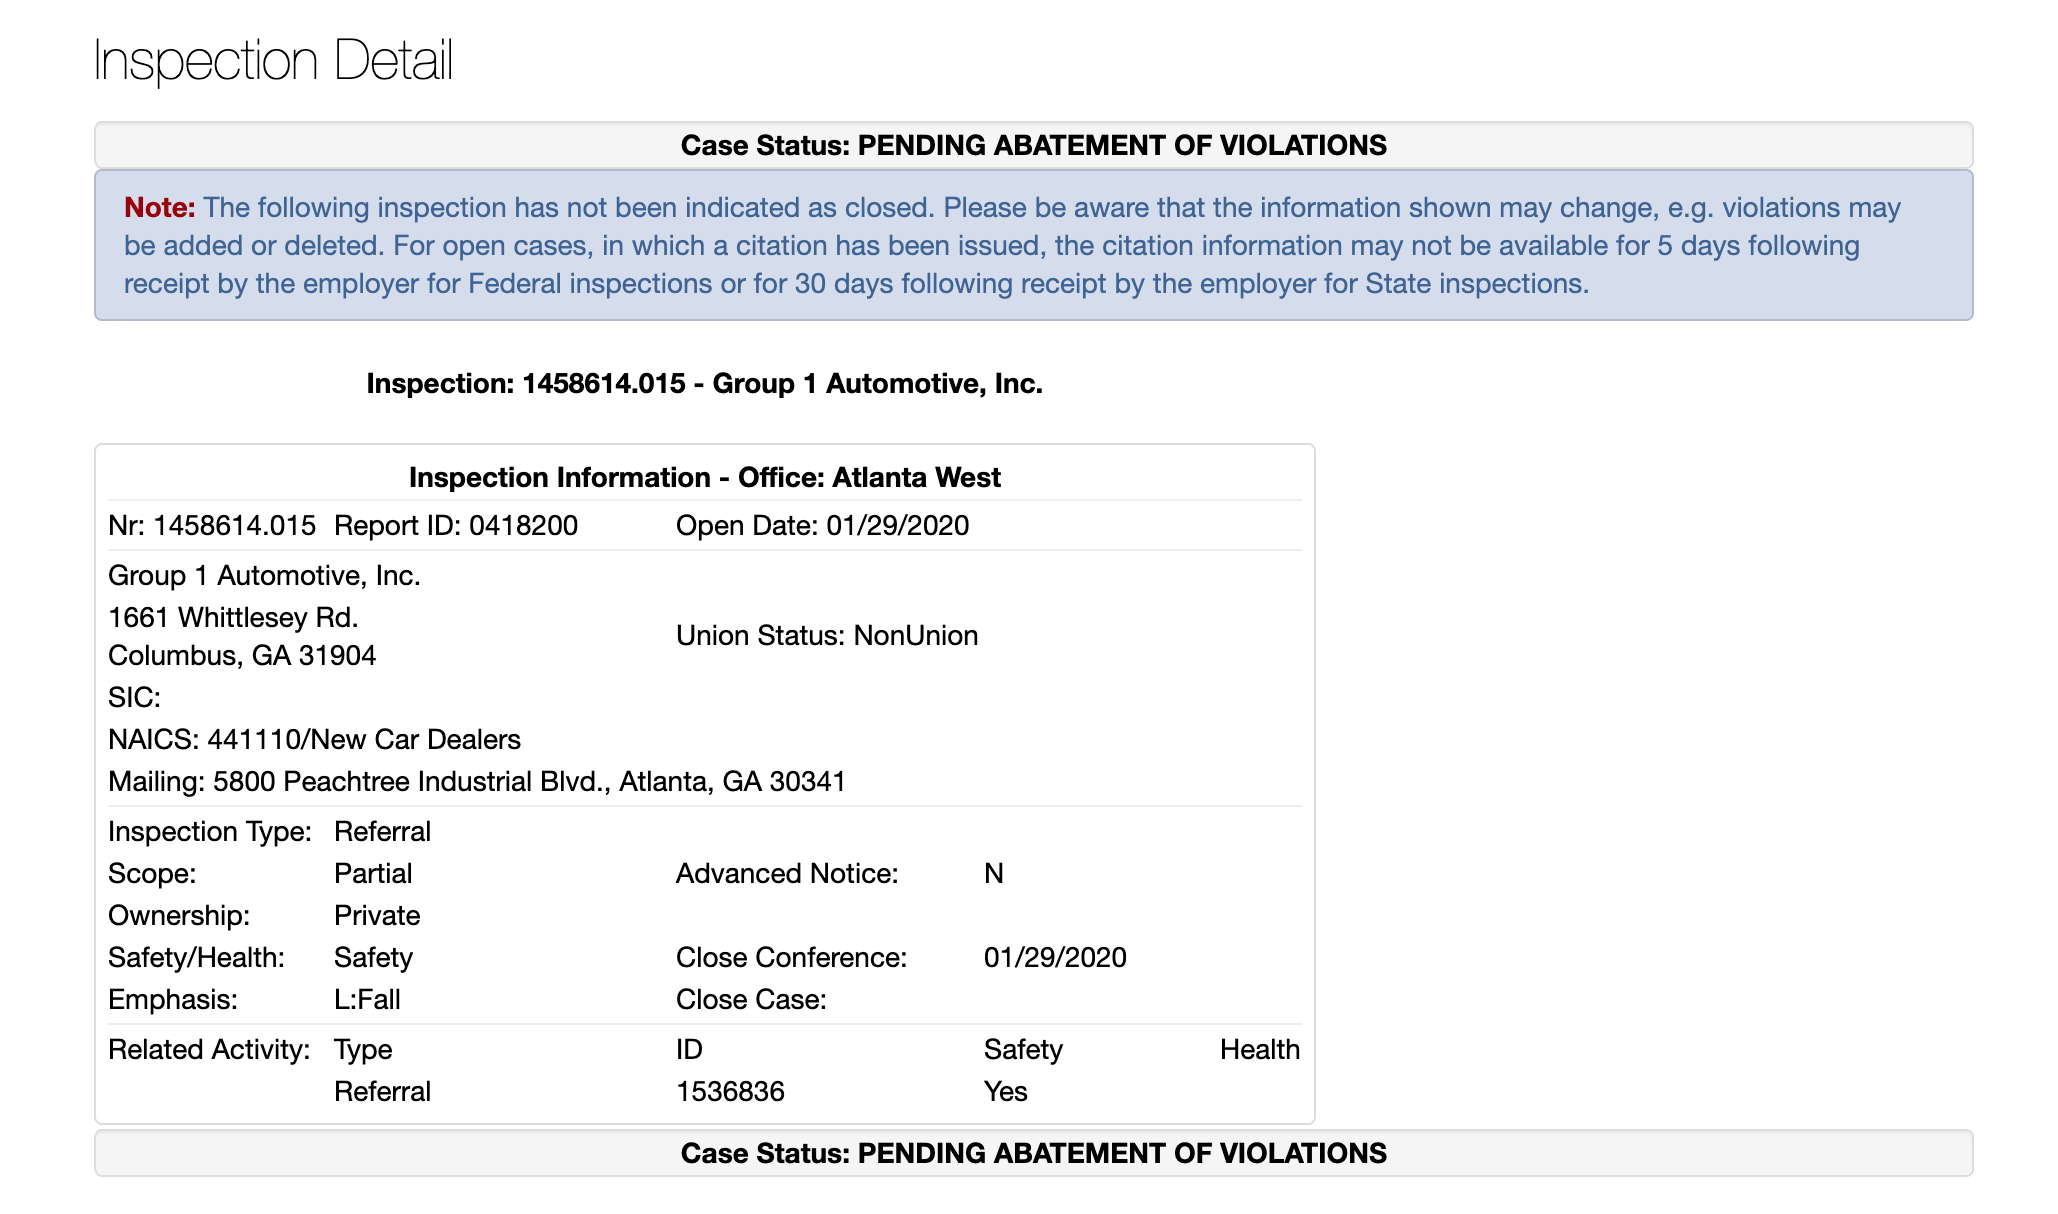 Inspection Detail
Case Status: PENDING ABATEMENT OF VIOLATIONS
Note: The following inspection has not been indicated as closed. Please be aware that the information shown may change, e.g. violations may
be added or deleted. For open cases, in which a citation has been issued, the citation information may not be available for 5 days following
receipt by the employer for Federal inspections or for 30 days following receipt by the employer for State inspections.
Inspection: 1458614.015 - Group 1 Automotive, Inc.
Inspection Information - Office: Atlanta West
Nr: 1458614.015 Report ID: 0418200 Open Date: 01/29/2020
Group 1 Automotive, Inc.
1661 Whittlesey Rd.
Columbus, GA 31904
Union Status: NonUnion
SIC:
NAICS: 441110/New Car Dealers
Mailing: 5800 Peachtree Industrial Blvd., Atlanta, GA 30341
Inspection Type: Referral
Scope: Partial Advanced Notice: N
Ownership: Private
Safety/Health: Safety Close Conference: 01/29/2020
Emphasis: L:Fall Close Case:
Related Activity: Type ID Safety Health
Referral 1536836 Yes
Case Status: PENDING ABATEMENT OF VIOLATIONS